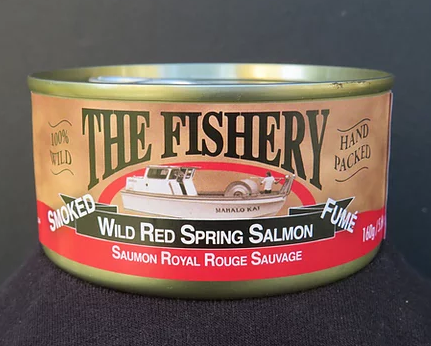 100%
WILD
THE FISHERY
HAND
PACKED
MAHALO KAI
SMOKED
FUMÉ
WILD RED SPRING SALMON
SAUMON ROYAL ROUGE SAUVAGE
160g